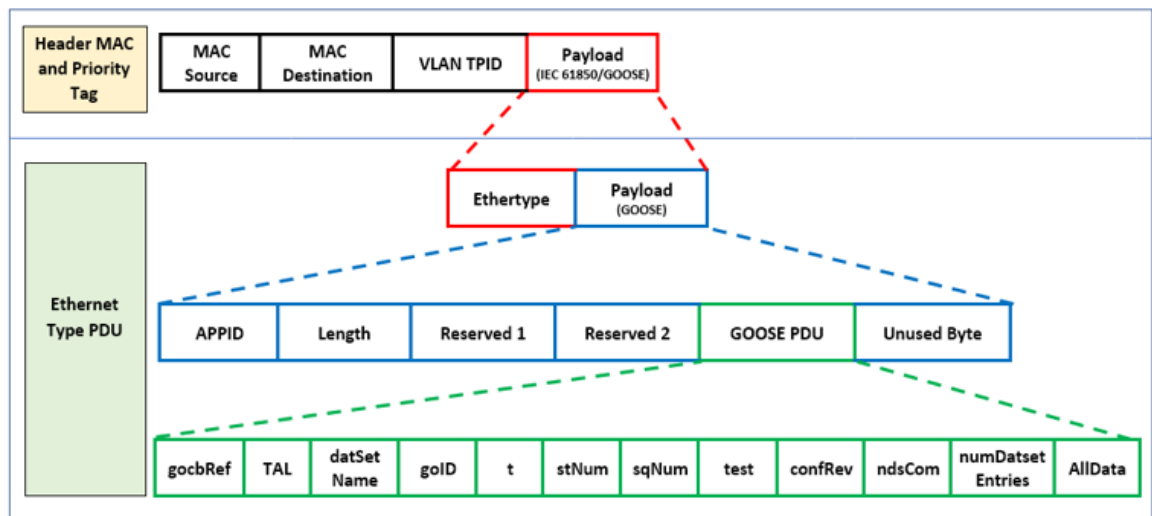 Header MAC
and Priority
Tag
MAC
Source
MAC
Destination
VLAN TPID
Payload
(IEC 61850/GOOSE)
Ethernet
Type PDU
Ethertype
Payload
(GOOSE)
APPID
Length
Reserved 1
Reserved 2
GOOSE PDU
Unused Byte
gocbRef
TAL
datSet
Name
goID
t
stNum
sqNum
test
confRev
ndsCom
numDatset
Entries
AllData